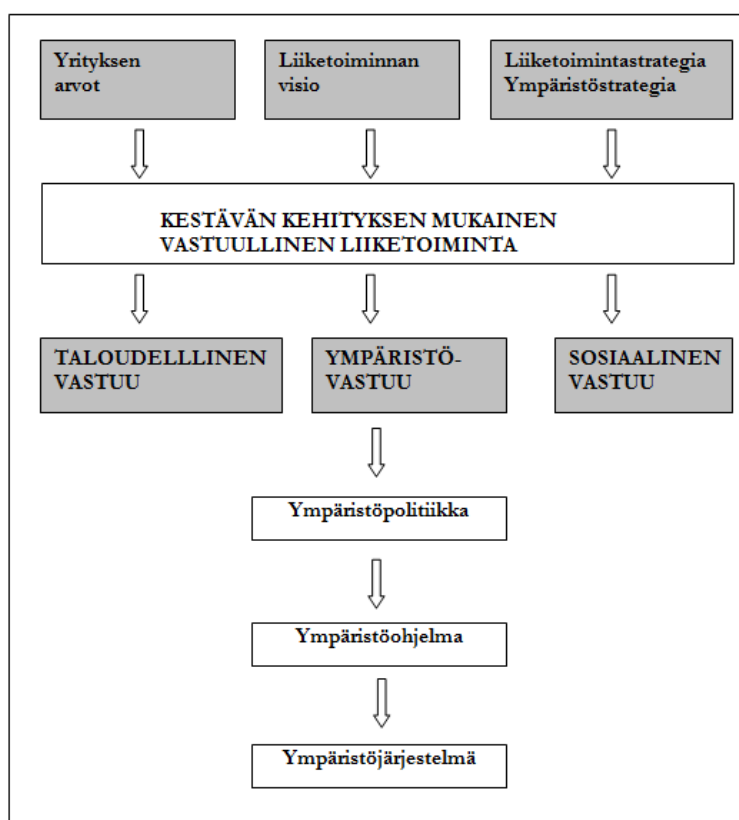 Yrityksen
arvot
Liiketoiminnan
visio
Liiketoimintastrategia
Ympäristöstrategia
KESTÄVÄN KEHITYKSEN MUKAINEN
VASTUULLINEN LIIKETOIMINTA
TALOUDELLLINEN
VASTUU
YMPÄRISTÖ-
VASTUU
SOSIAALINEN
VASTUU
Ympäristöpolitiikka
Ympäristöohjelma
Ympäristöjärjestelmä